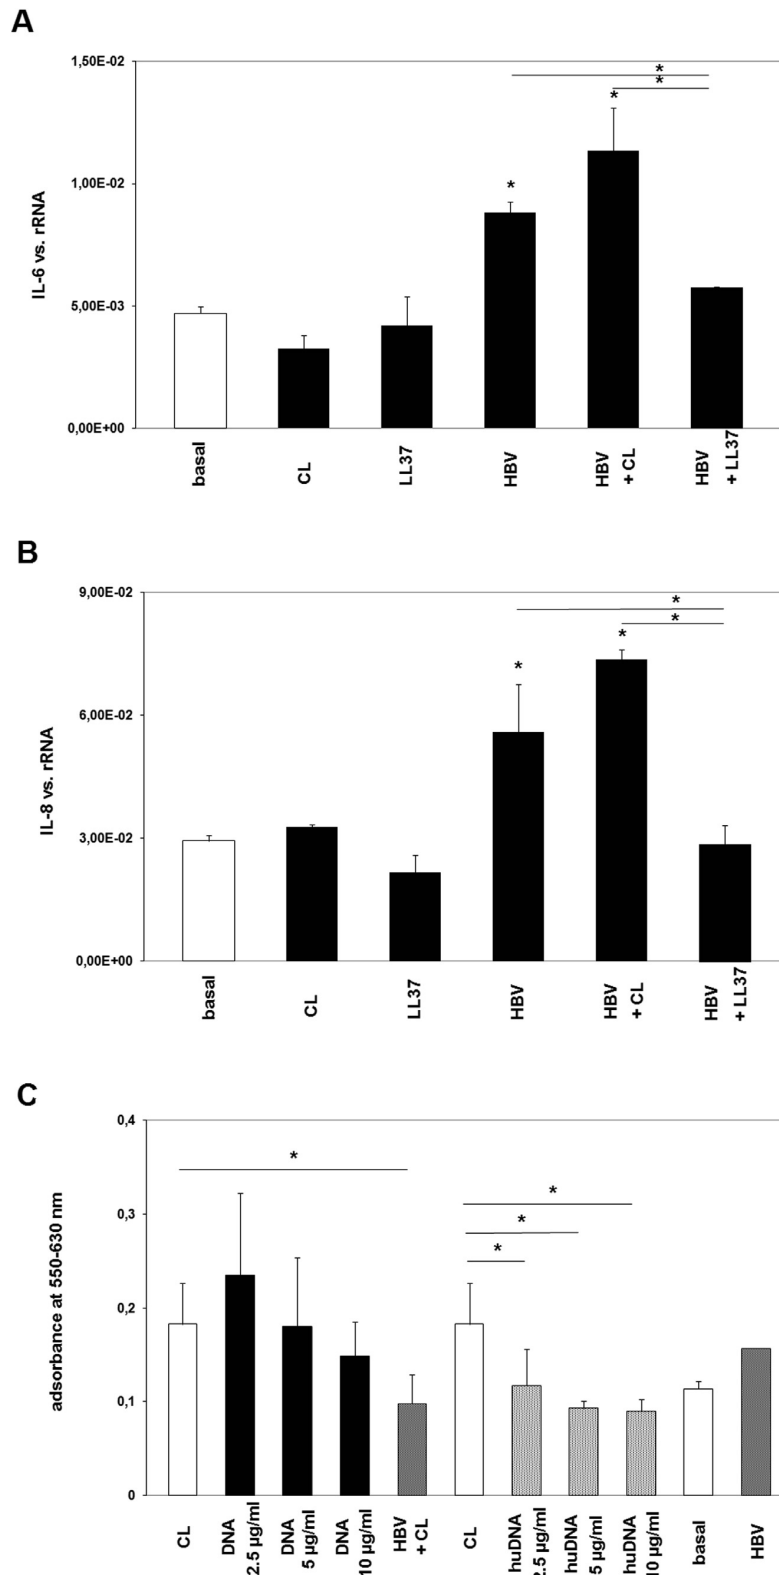 A
1,50E-02
*
*
*
1,00E-02
*
IL-6 vs. rRNA
5,00E-03
0,00E+00
basal
CL
LL37
HBV
HBV
+ CL
HBV
+ LL37
B
9,00E-02
*
*
*
*
6,00E-02
IL-8 vs. rRNA
3,00E-02
0,00E+00
basal
CL
LL37
HBV
HBV
+ CL
HBV
+ LL37
C
0,4
*
*
0,3
*
*
adsorbance at 550-630 nm
0,2
0,1
0
CL
DNA
2.5 µg/ml
DNA
5 µg/ml
DNA
10 µg/ml
HBV
+ CL
CL
huDNA
2.5 µg/ml
huDNA
5 µg/ml
huDNA
10 µg/ml
basal
HBV